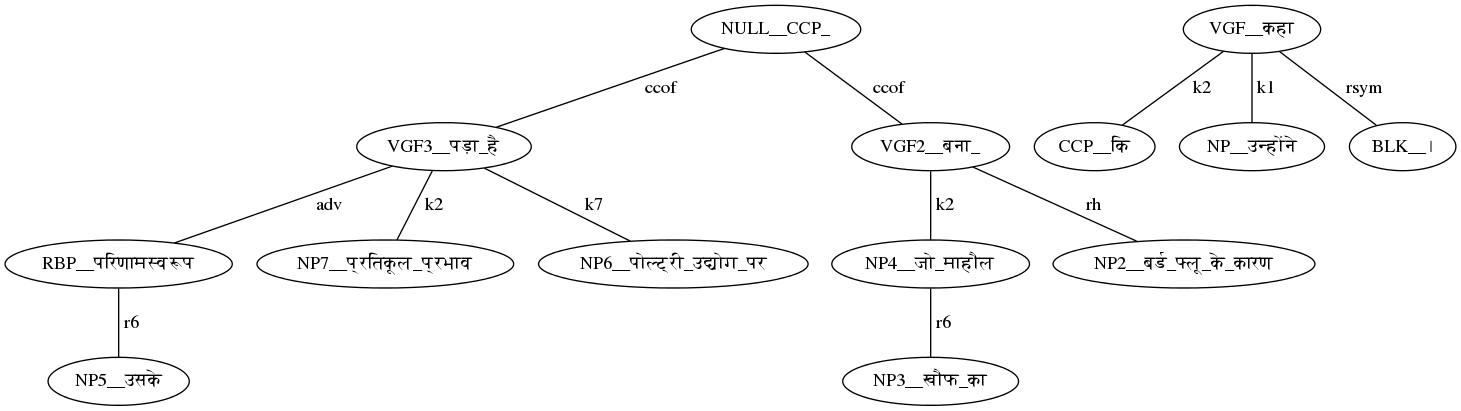 NULL__CCP_ VGF__कहा
ccof ccof k2 k1 rsym
VGF3__पड़ा_है VGF2__बना_ CCP__कि NP__उन्होंने BLK__।
adv k2 k7 k2 rh
RBP__परिणामस्वरूप NP7__प्रतिकूल_प्रभाव NP6__पोल्ट्री_उद्योग_पर NP4__जो_माहौल NP2__बर्ड_फ्लू_के_कारण
r6 r6
NP5__उसके NP3__खौफ_का